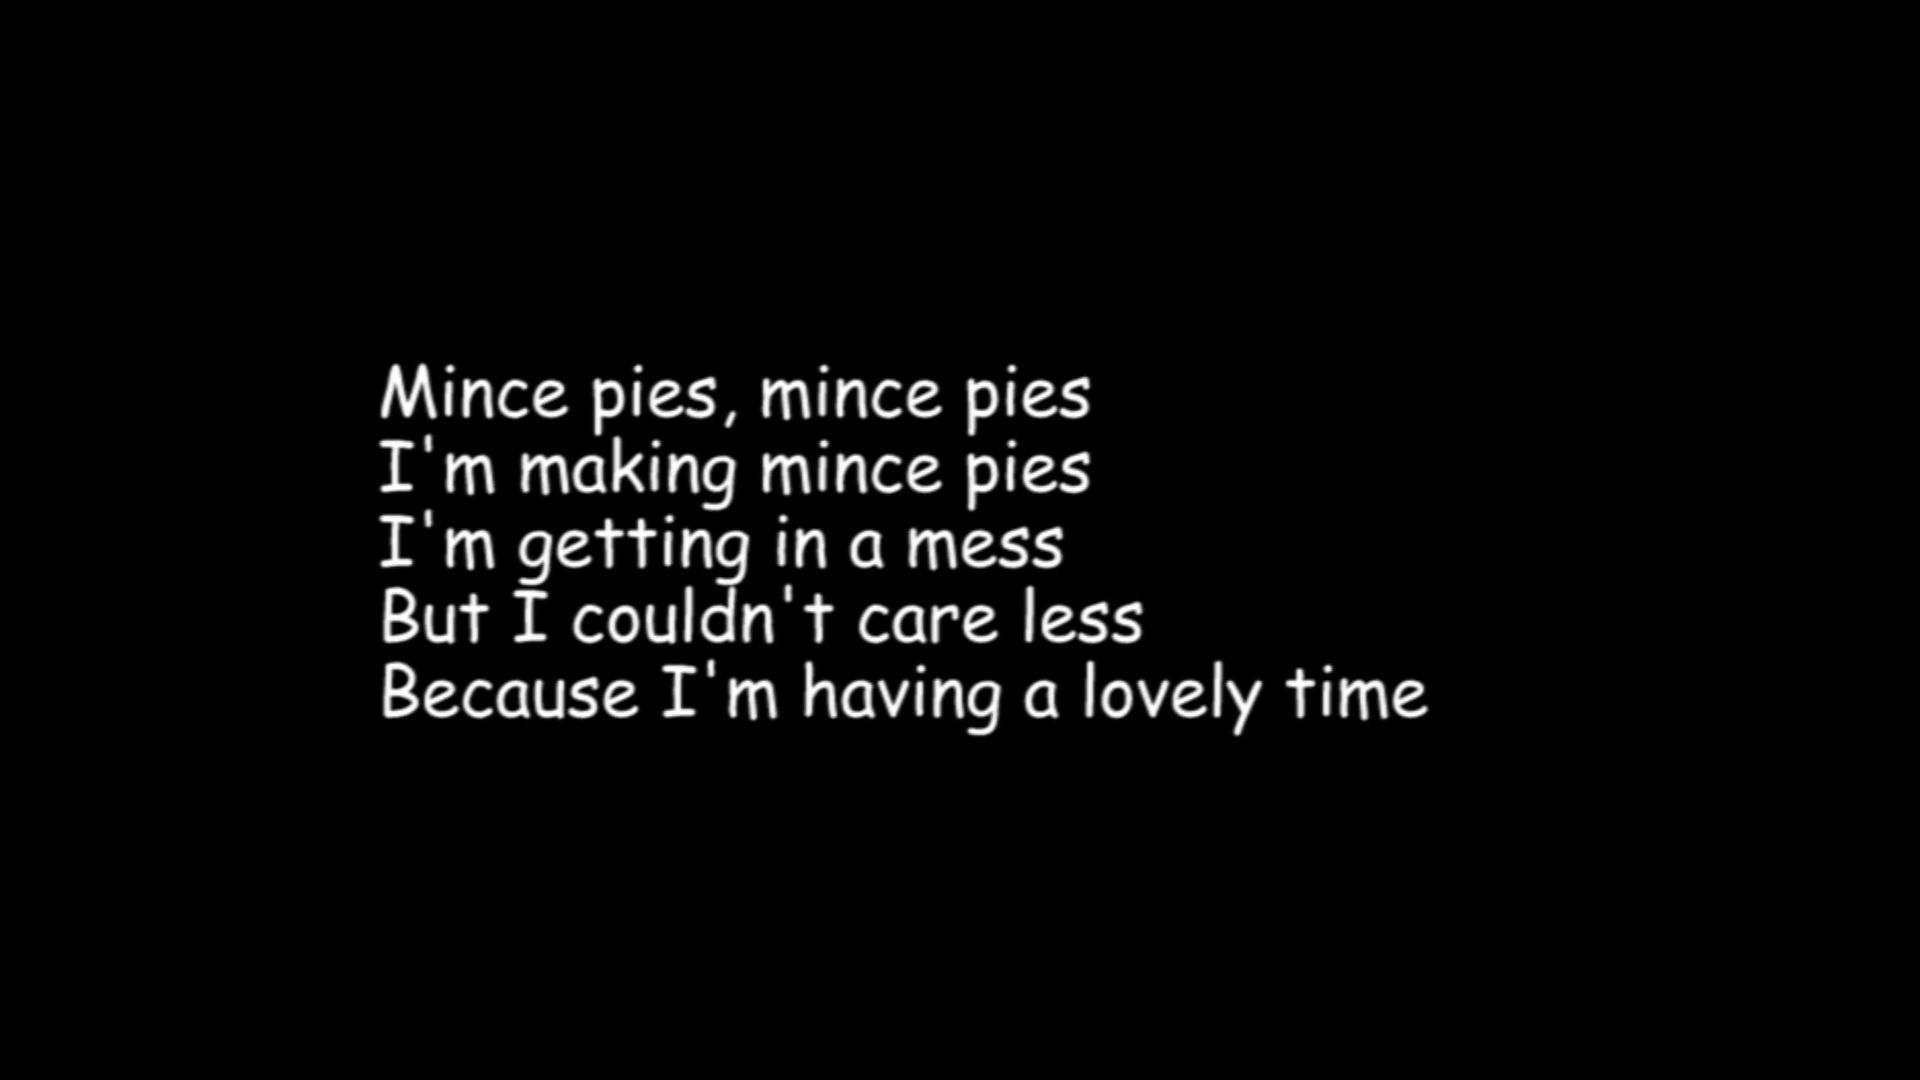 Mince pies, mince pies
I'm making mince pies
I'm getting in a mess
But I couldn't care less
Because I'm having a lovely time